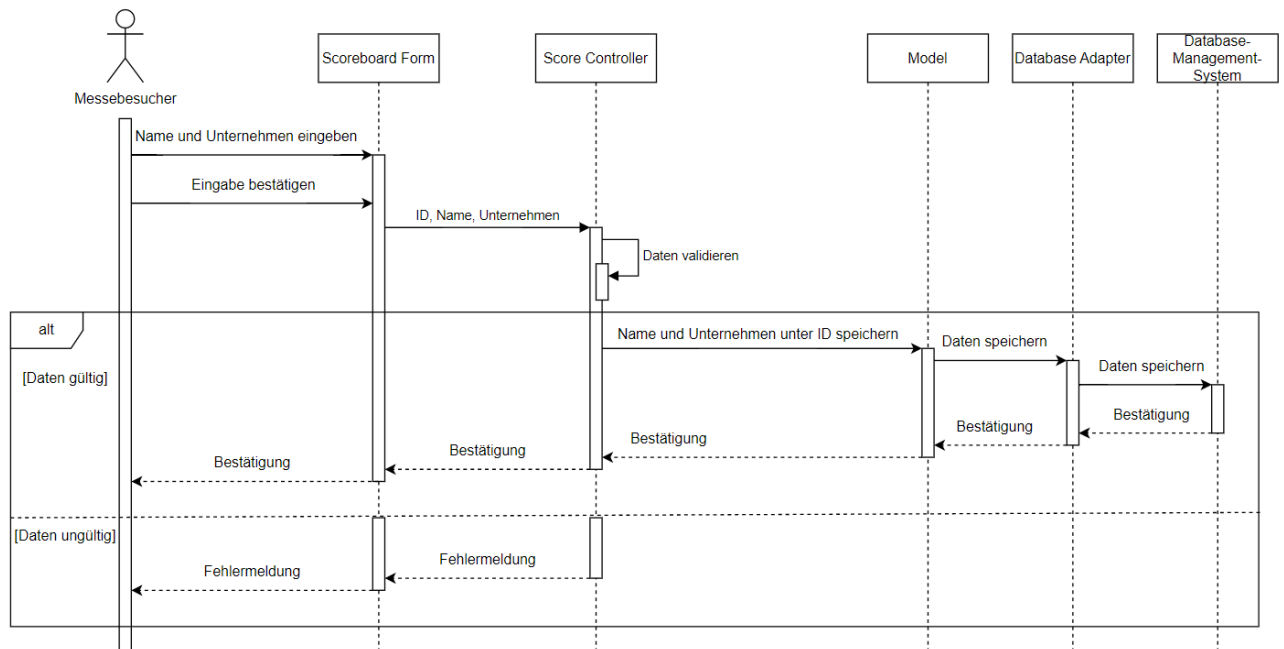 Messebesucher
Scoreboard Form
Score Controller
Model
Database Adapter
Database-
Management-
System
Name und Unternehmen eingeben
Eingabe bestätigen
ID, Name, Unternehmen
Daten validieren
alt
[Daten gültig]
Name und Unternehmen unter ID speichern
Daten speichern
Daten speichern
Bestätigung
Bestätigung
Bestätigung
Bestätigung
Bestätigung
[Daten ungültig]
Fehlermeldung
Fehlermeldung